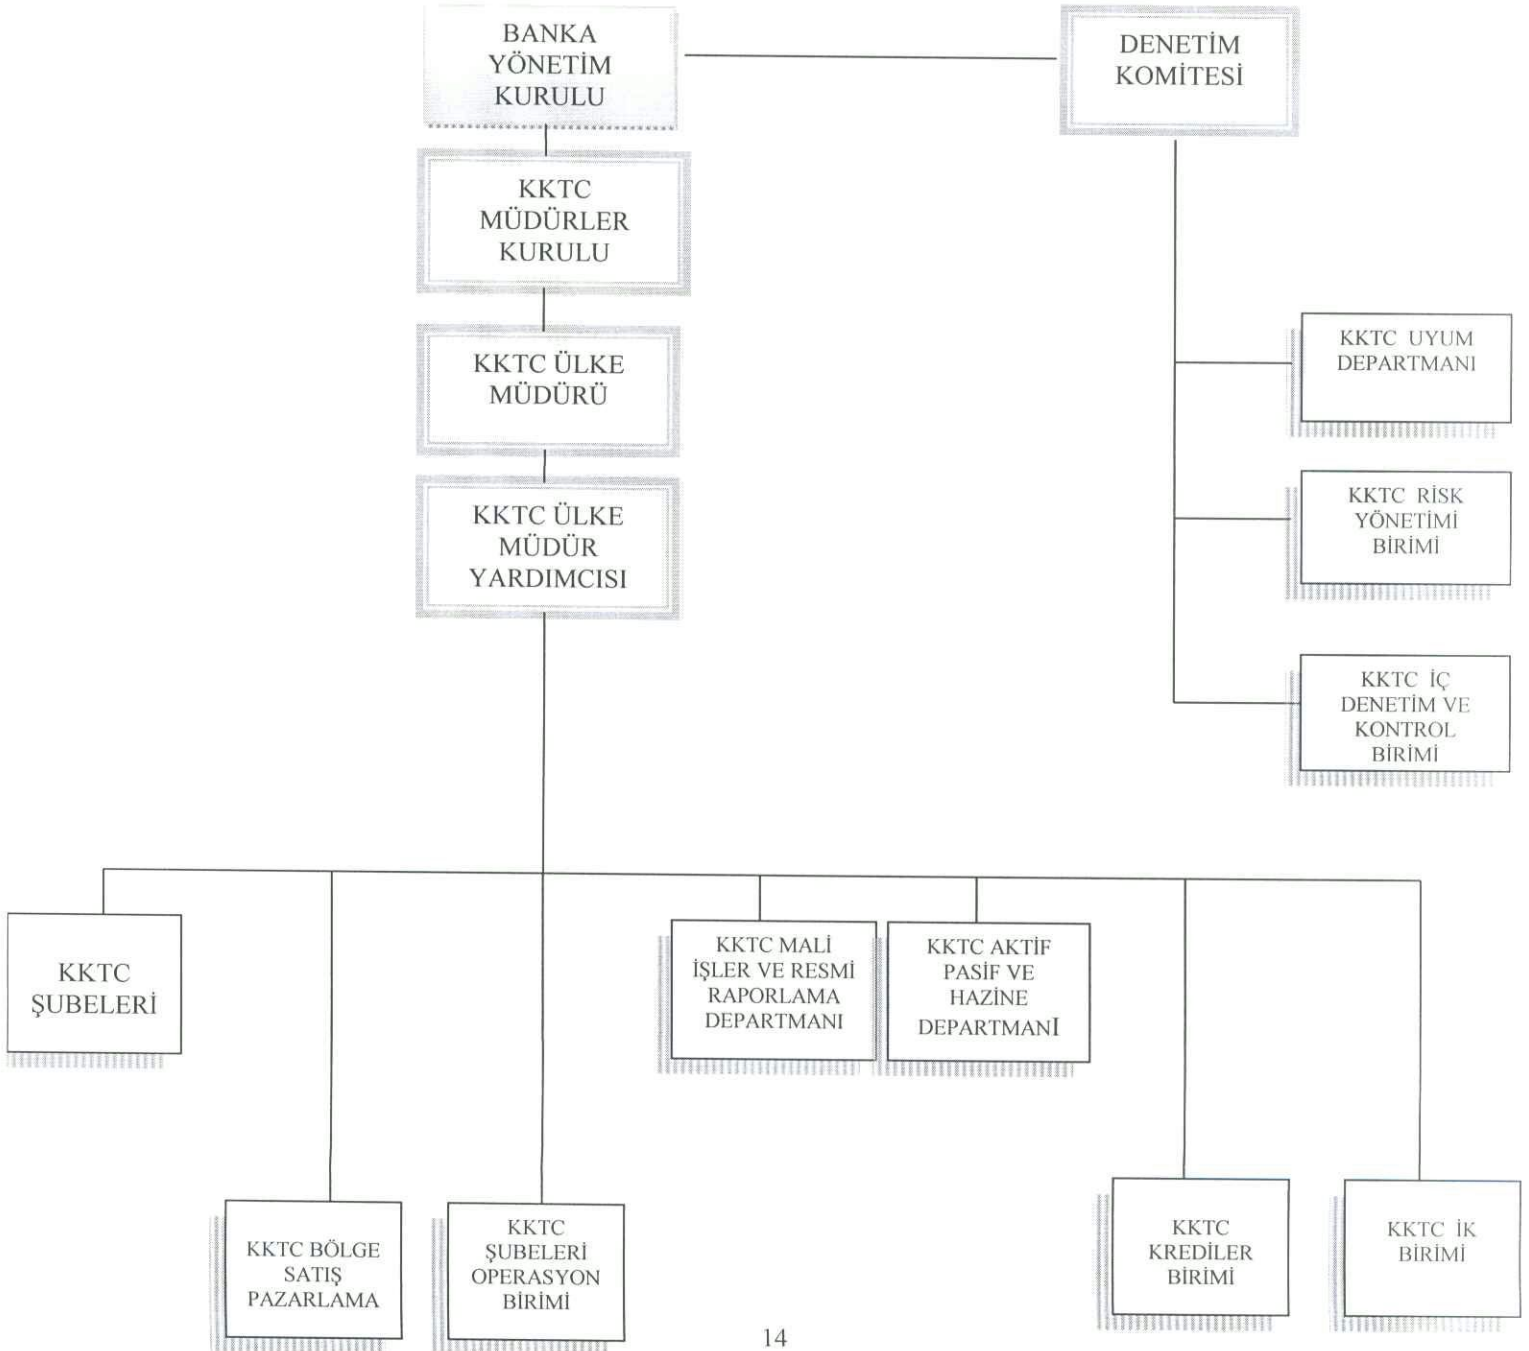 BANKA
YÖNETİM
KURULU
DENETİM
KOMİTESİ
KKTC
MÜDÜRLER
KURULU
KKTC ÜLKE
MÜDÜRÜ
KKTC ÜLKE
MÜDÜR
YARDIMCISI
KKTC UYUM
DEPARTMANI
KKTC RİSK
YÖNETİMİ
BİRİMİ
KKTC İÇ
DENETİM VE
KONTROL
BİRİMİ
KKTC
ŞUBELERİ
KKTC MALİ
İŞLER VE RESMİ
RAPORLAMA
DEPARTMANI
KKTC AKTİF
PASİF VE
HAZİNE
DEPARTMANI
KKTC BÖLGE
SATIŞ
PAZARLAMA
KKTC
ŞUBELERİ
OPERASYON
BİRİMİ
KKTC
KREDİLER
BİRİMİ
KKTC İK
BİRİMİ
14